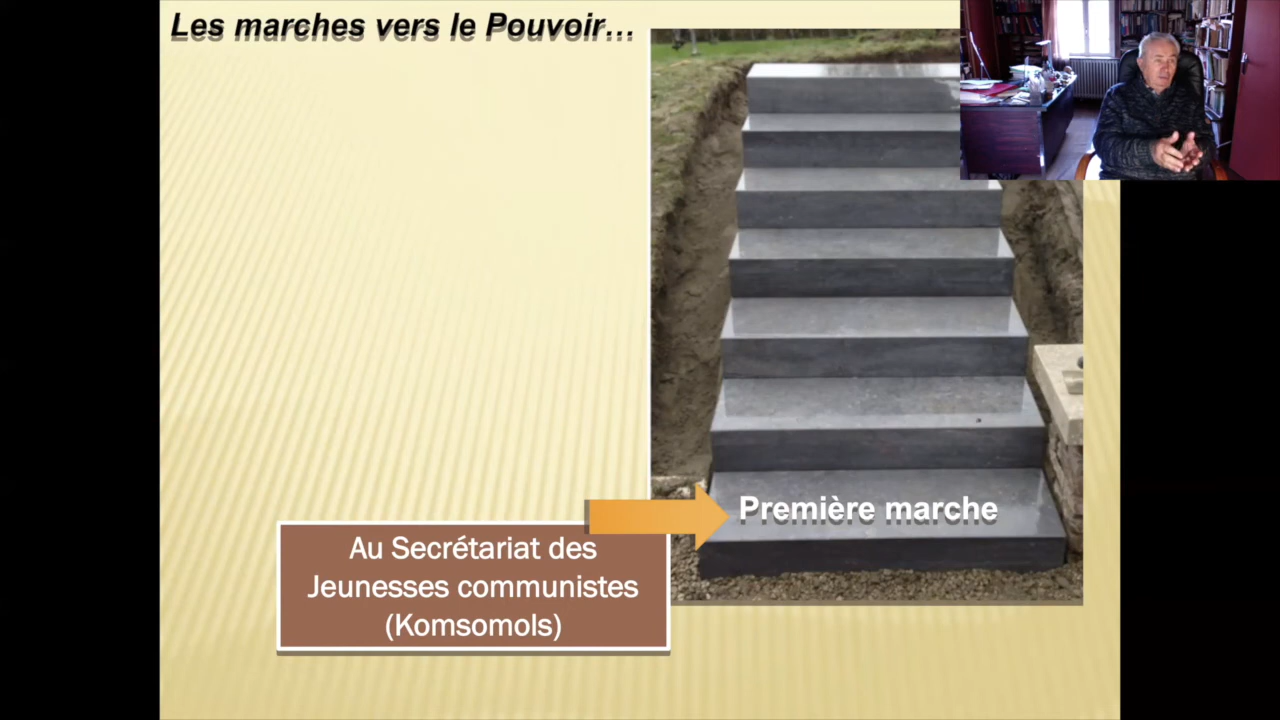 Les marches vers le Pouvoir...
Première marche
Au Secrétariat des
Jeunesses communistes
(Komsomols)